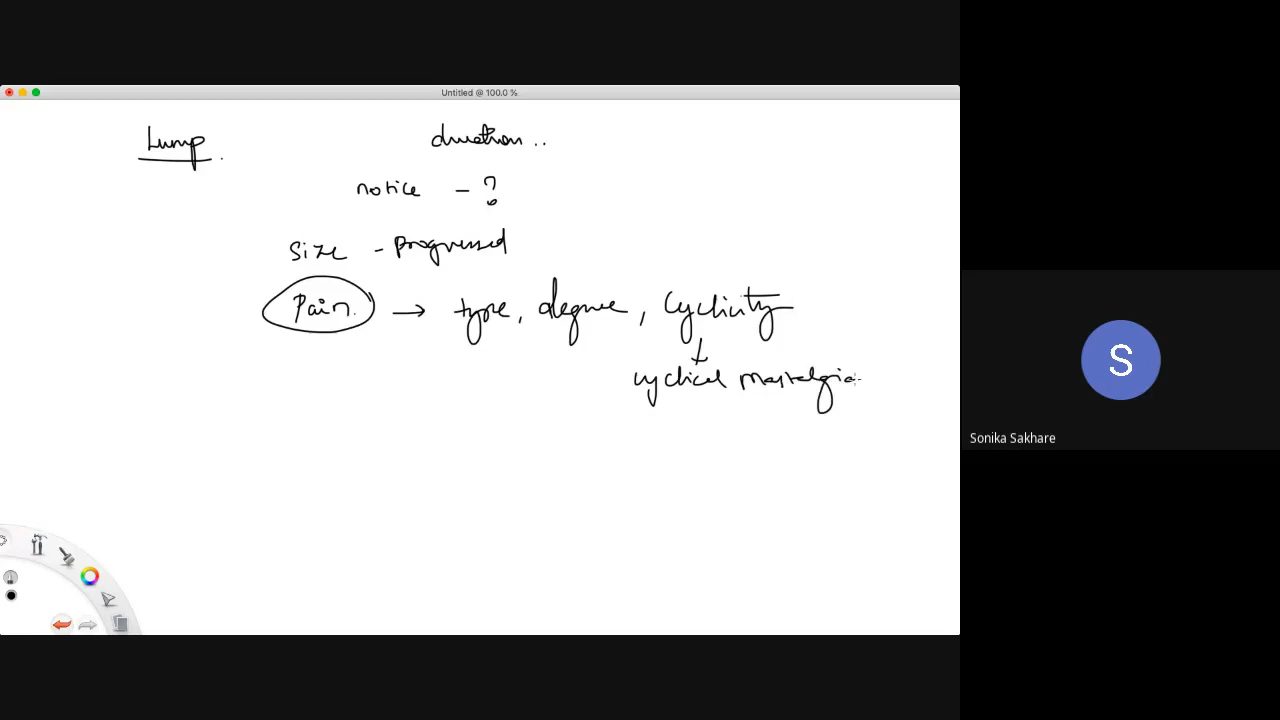 Untitled @ 100.0 %
Lump.
duration..
notice - ?
Size - Progressed
Pain. → type, degree, cyclicity
↓
cyclical mastalgia.
S
Sonika Sakhare